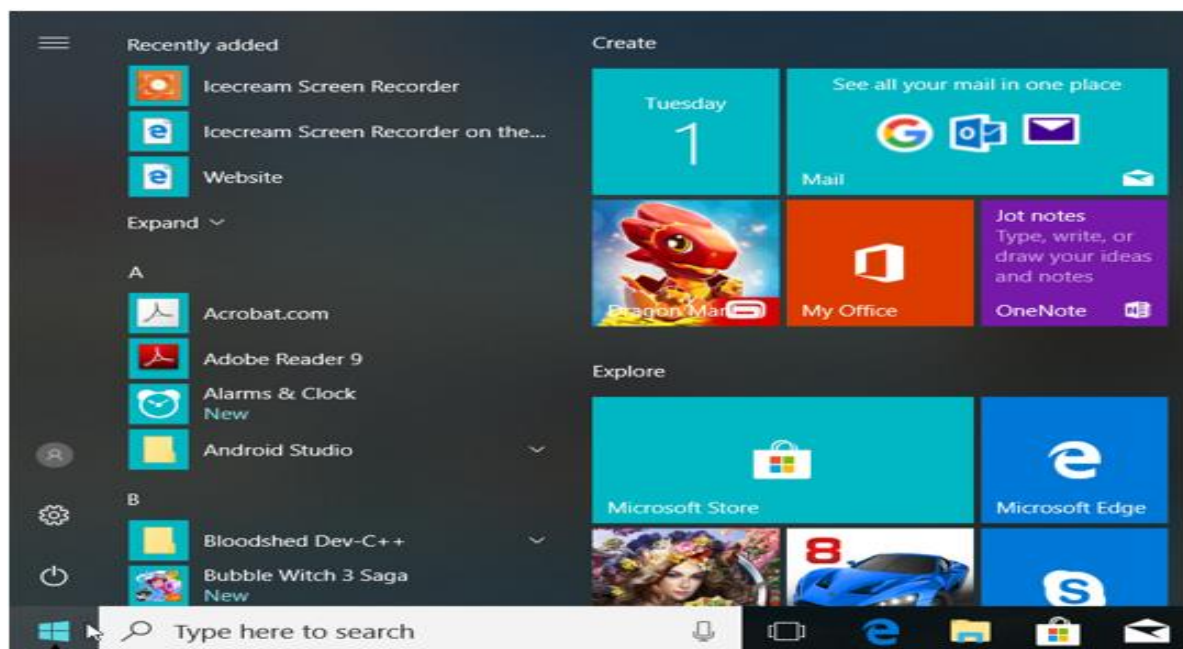 Recently added
Icecream Screen Recorder
Icecream Screen Recorder on the...
Website
Expand
A
Acrobat.com
Adobe Reader 9
Alarms & Clock
New
Android Studio
B
Bloodshed Dev-C++
Bubble Witch 3 Saga
New
Create
Tuesday
1
See all your mail in one place
Mail
Dragon Man
My Office
Jot notes
Type, write, or
draw your ideas
and notes
OneNote
Explore
Microsoft Store
Microsoft Edge
8
Type here to search